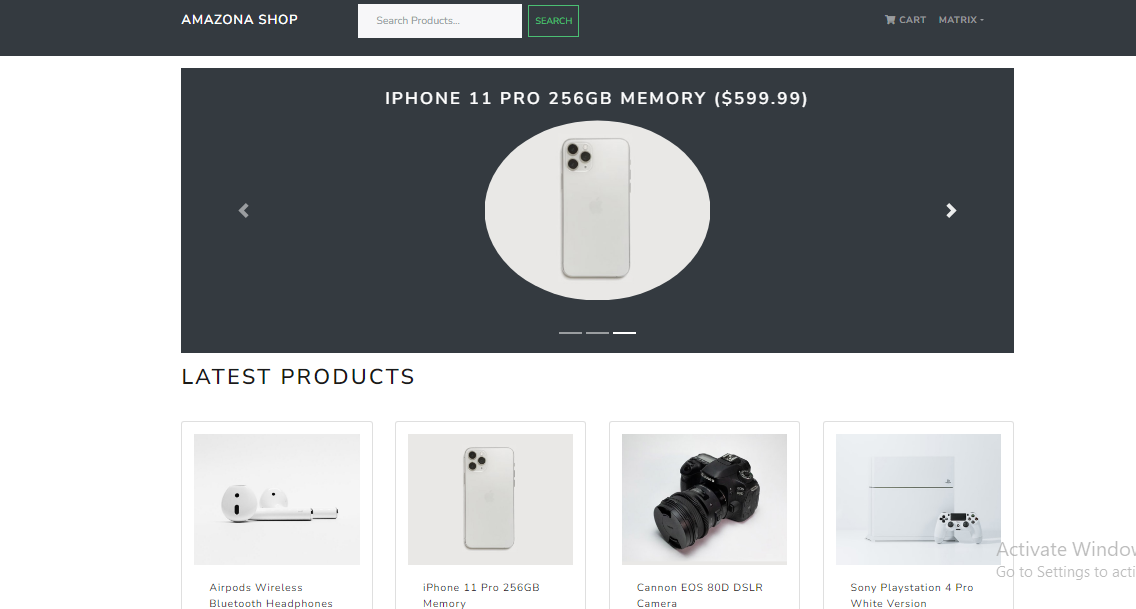 AMAZONA SHOP
Search Products...
SEARCH
CART
MATRIX
IPHONE 11 PRO 256GB MEMORY ($599.99)
LATEST PRODUCTS
Airpods Wireless
Bluetooth Headphones
iPhone 11 Pro 256GB
Memory
Cannon EOS 80D DSLR
Camera
Sony Playstation 4 Pro
White Version
Activate Window
Go to Settings to acti